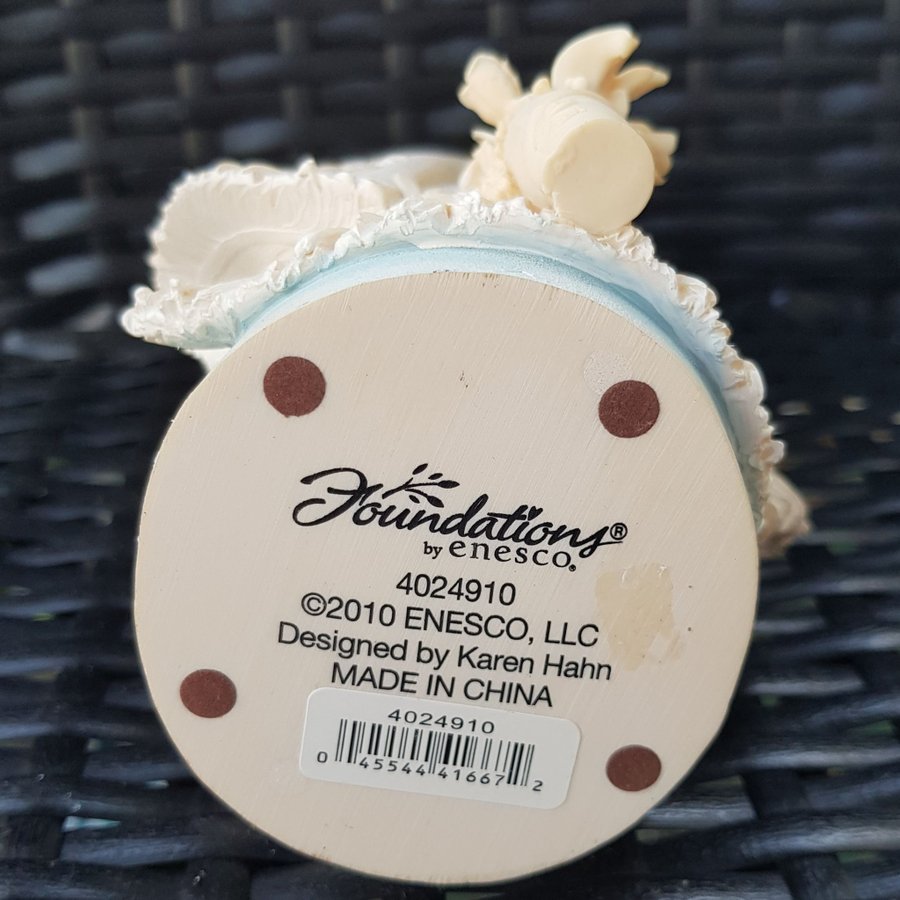 Foundations®
by enesco®
4024910
©2010 ENESCO, LLC
Designed by Karen Hahn
MADE IN CHINA
4024910
0 45544 41667 2